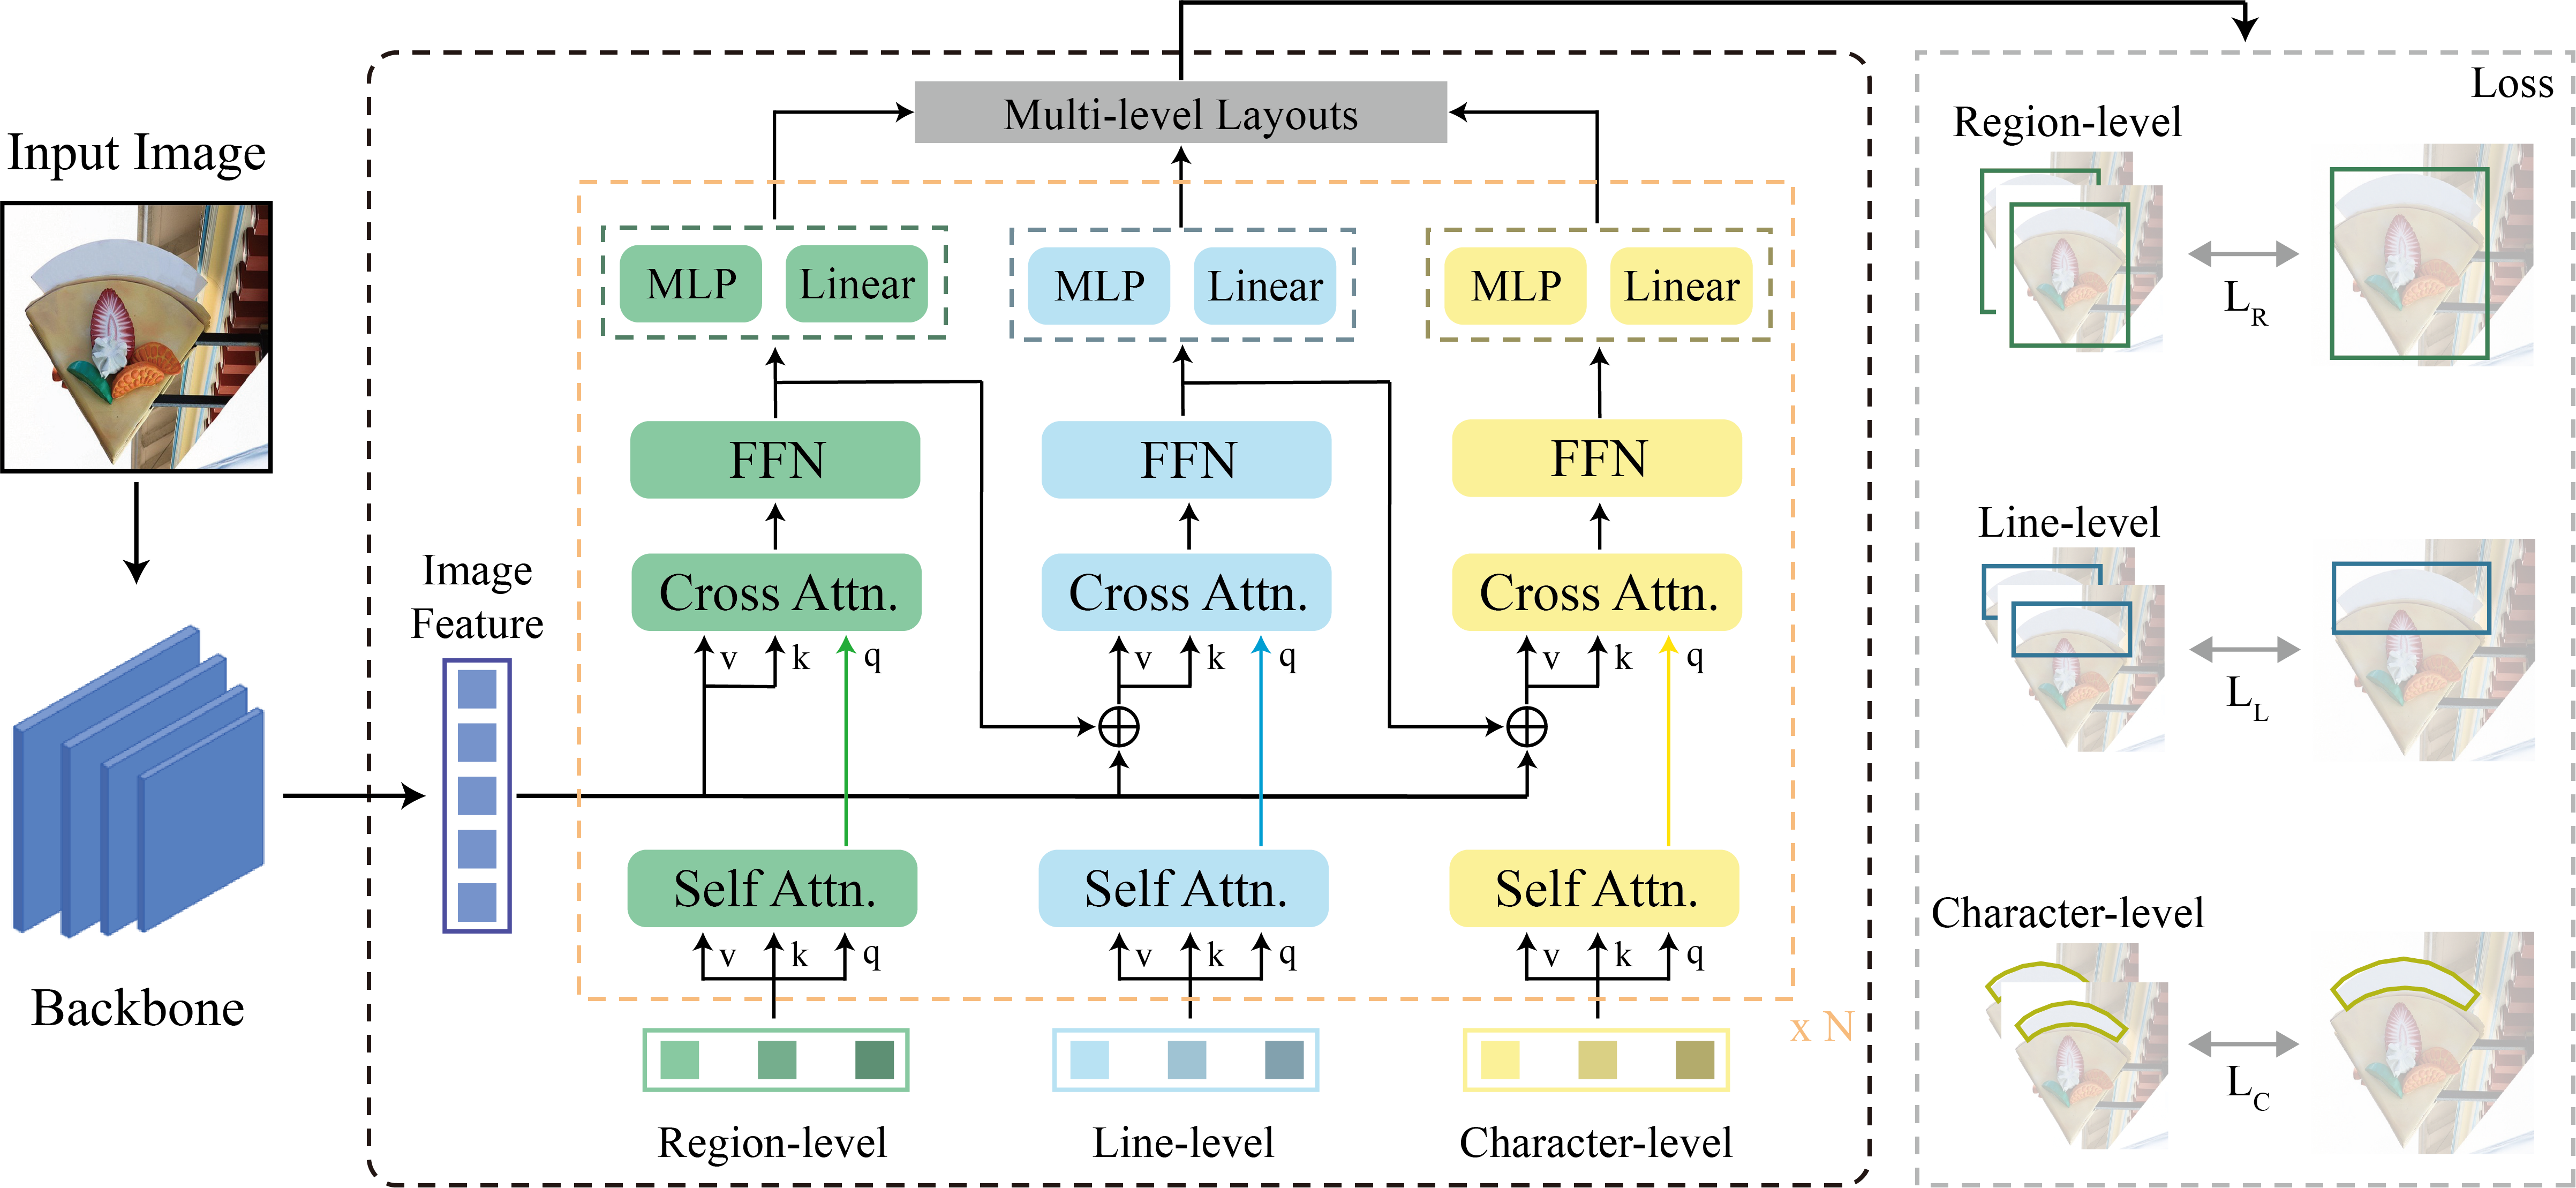 Input Image
Backbone
Image
Feature
Multi-level Layouts
MLP Linear
MLP Linear
MLP Linear
FFN
FFN
FFN
Cross Attn.
Cross Attn.
Cross Attn.
v k q
v k q
v k q
Self Attn.
Self Attn.
Self Attn.
v k q
v k q
v k q
x N
Region-level
Line-level
Character-level
Loss
Region-level
L_R
Line-level
L_L
Character-level
L_C